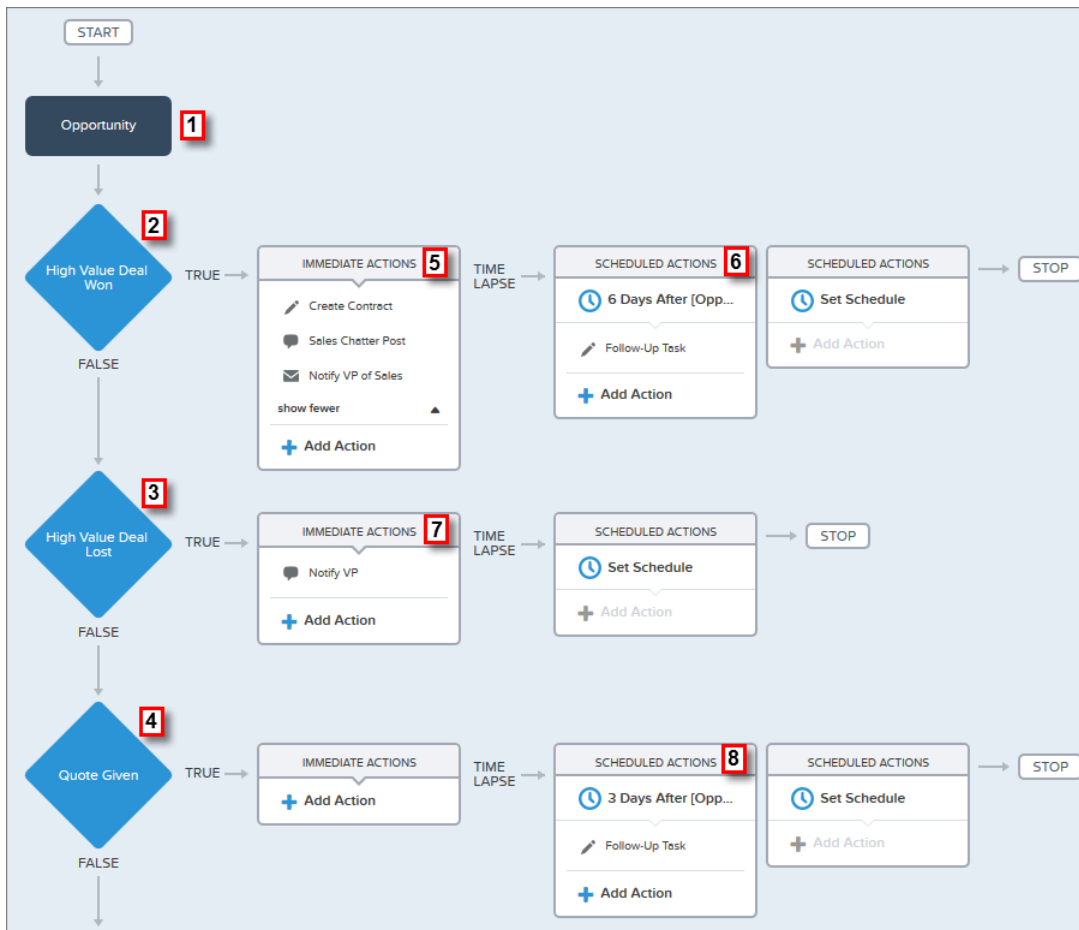 START
Opportunity
1
2
High Value Deal
Won
TRUE
IMMEDIATE ACTIONS
5
Create Contract
Sales Chatter Post
Notify VP of Sales
show fewer
Add Action
TIME
LAPSE
SCHEDULED ACTIONS
6
6 Days After [Opp...
Follow-Up Task
Add Action
SCHEDULED ACTIONS
Set Schedule
Add Action
STOP
FALSE
3
High Value Deal
Lost
TRUE
IMMEDIATE ACTIONS
7
Notify VP
Add Action
TIME
LAPSE
SCHEDULED ACTIONS
Set Schedule
Add Action
STOP
FALSE
4
Quote Given
TRUE
IMMEDIATE ACTIONS
Add Action
TIME
LAPSE
SCHEDULED ACTIONS
8
3 Days After [Opp...
Follow-Up Task
Add Action
SCHEDULED ACTIONS
Set Schedule
Add Action
STOP
FALSE